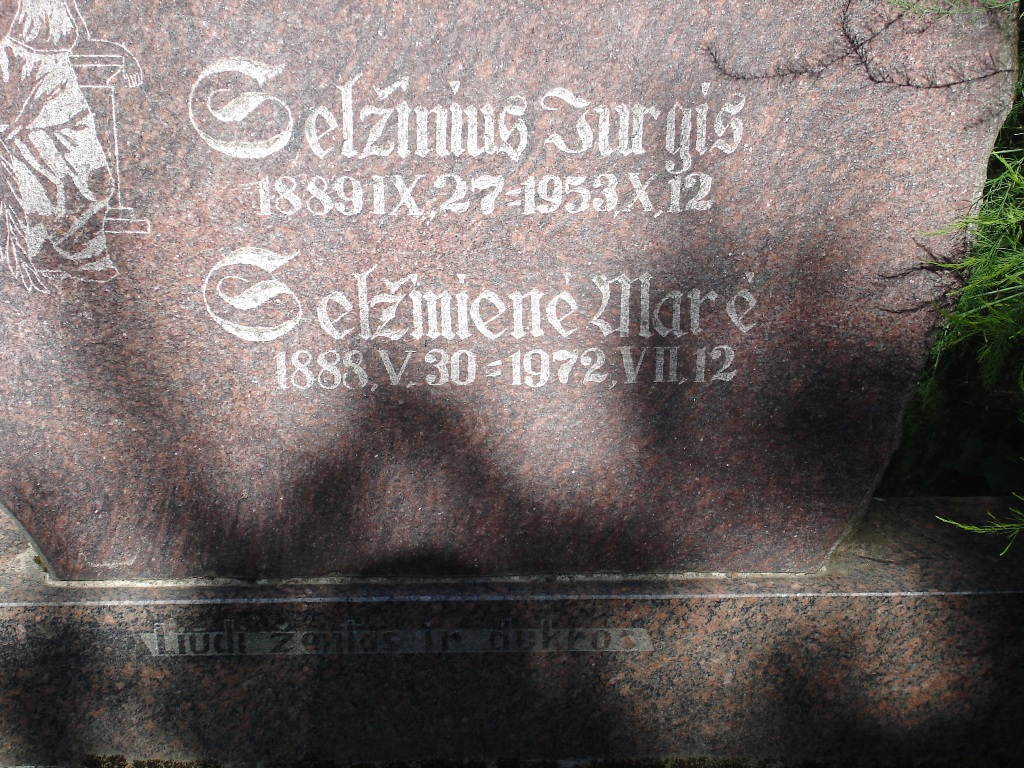 Selžinius Jurgis
1889 IX, 27=1953, X, 12
Selžinienė Marė
1888, V. 30=1972, VII, 12
Liūdi žentas ir dukros